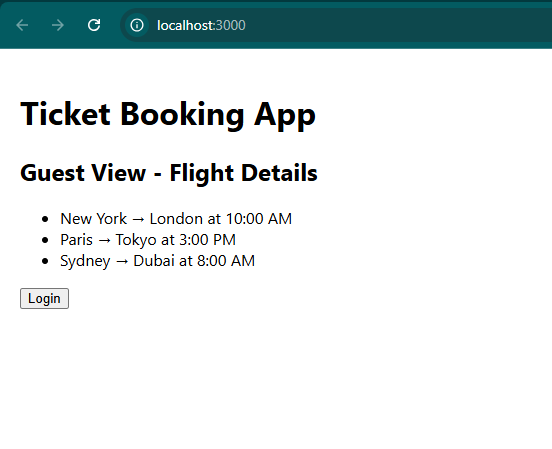 localhost:3000
Ticket Booking App
Guest View - Flight Details
• New York → London at 10:00 AM
• Paris → Tokyo at 3:00 PM
• Sydney → Dubai at 8:00 AM
Login